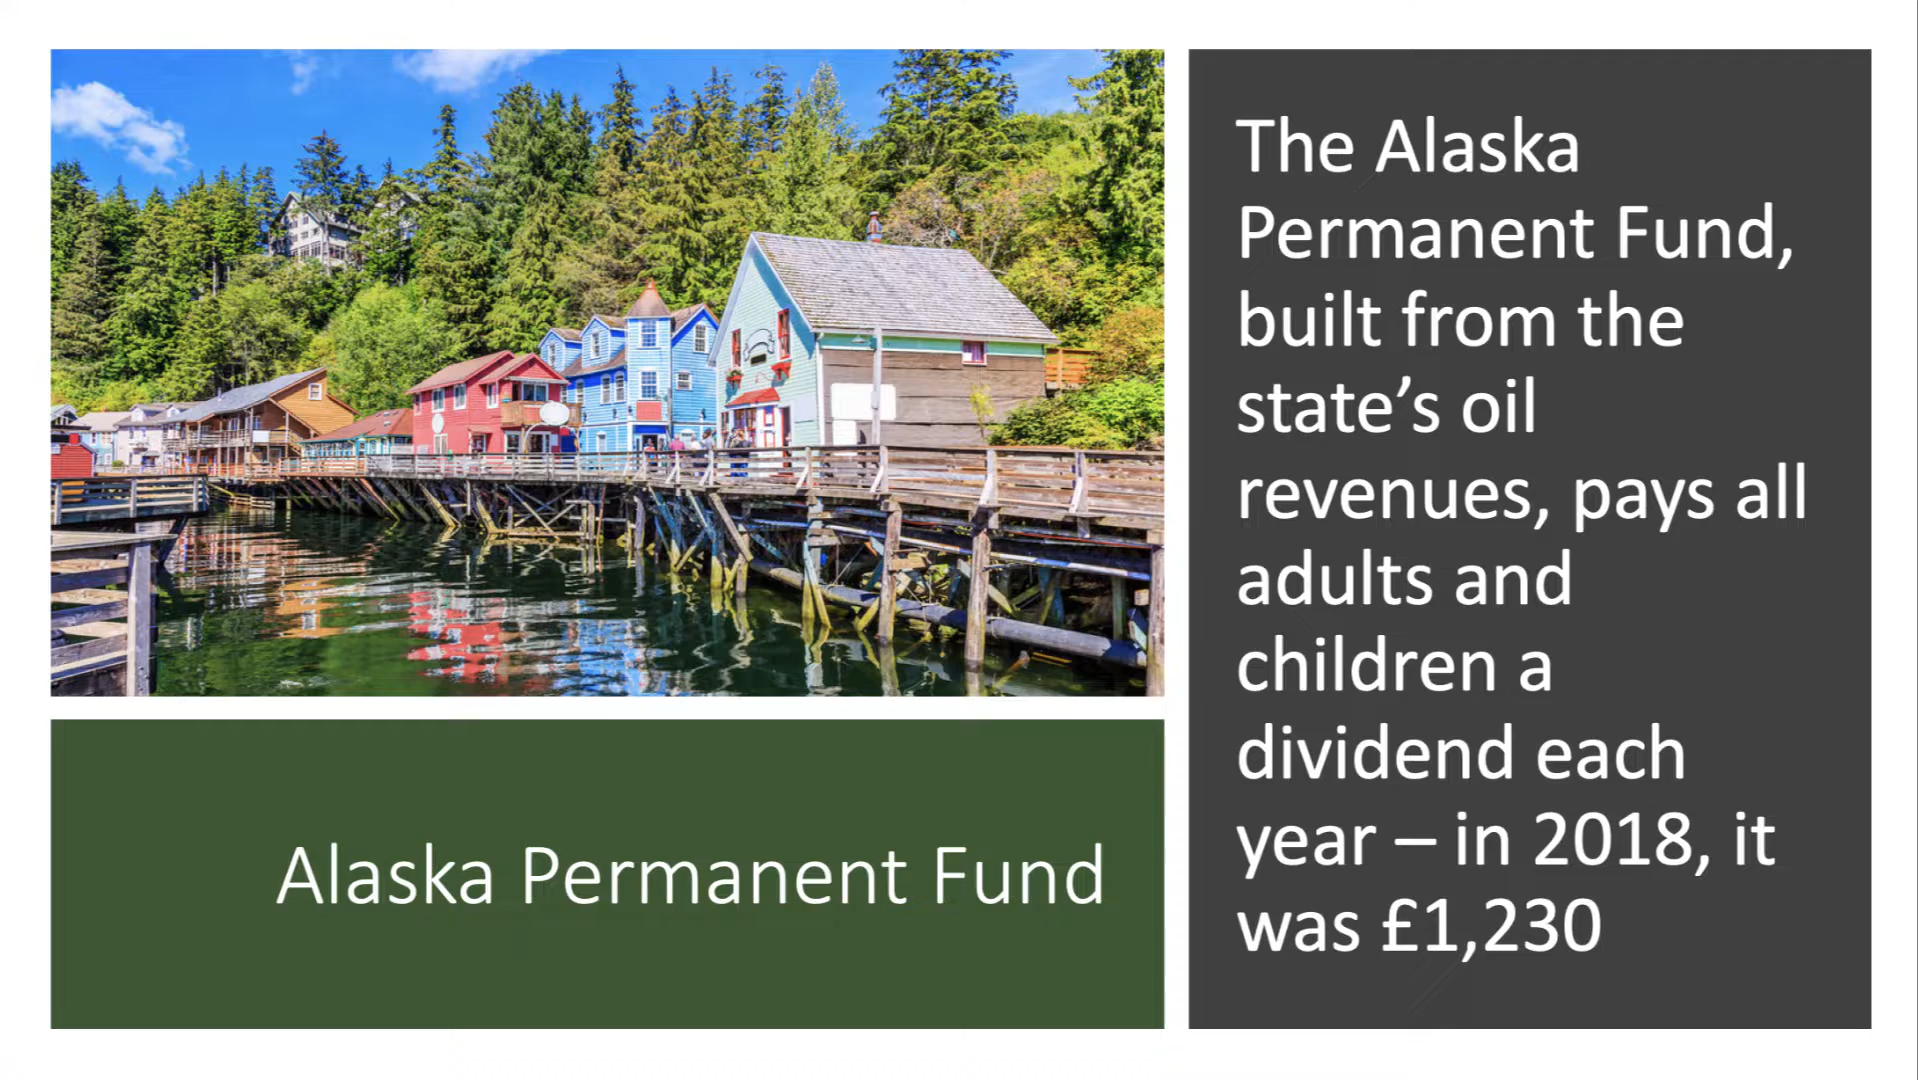 Alaska Permanent Fund
The Alaska
Permanent Fund,
built from the
state’s oil
revenues, pays all
adults and
children a
dividend each
year – in 2018, it
was £1,230